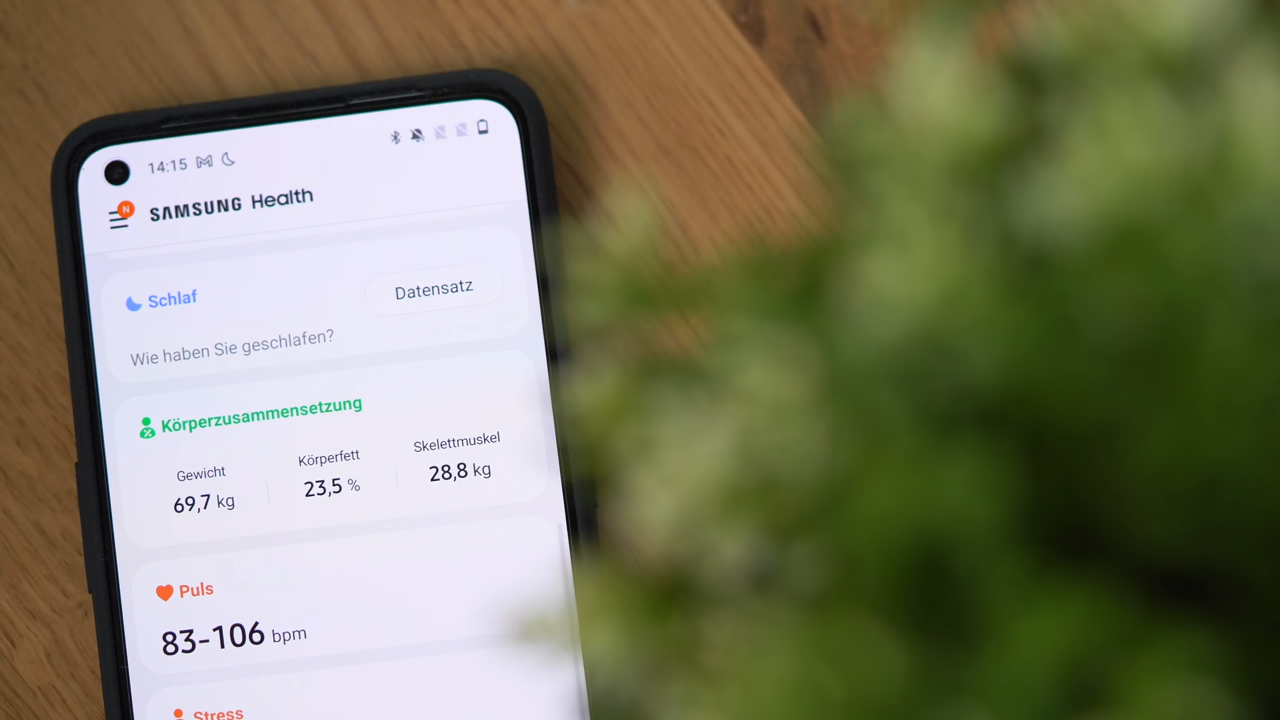 14:15
N
SAMSUNG Health
Schlaf
Datensatz
Wie haben Sie geschlafen?
Körperzusammensetzung
Gewicht Körperfett Skelettmuskel
69,7 kg 23,5 % 28,8 kg
Puls
83-106 bpm
Stress